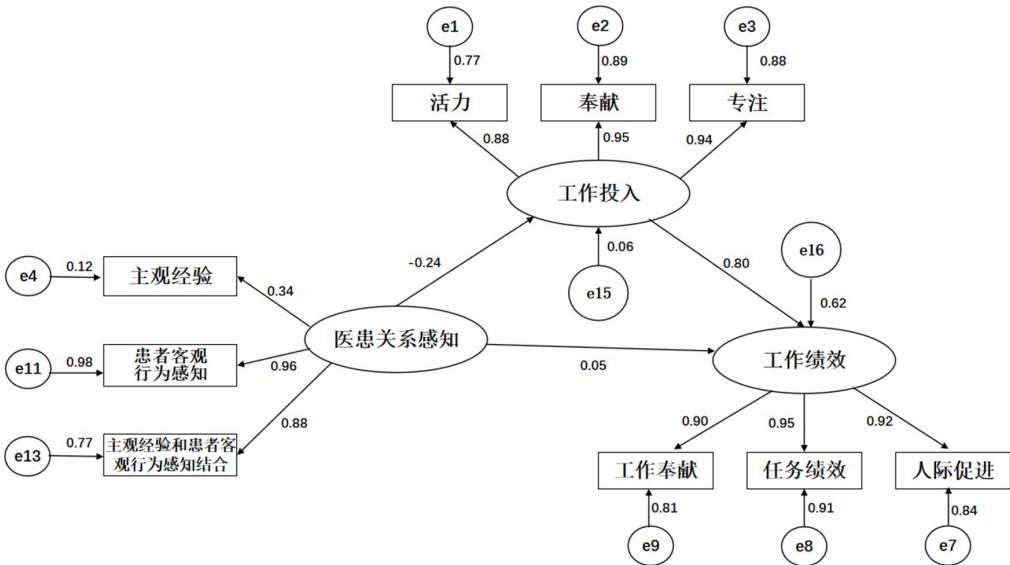 e1
e2
e3
0.77
0.89
0.88
活力
奉献
专注
0.88
0.95
0.94
工作投入
0.06
e15
-0.24
0.80
e16
0.62
e4
0.12
主观经验
0.34
医患关系感知
0.05
工作绩效
e11
0.98
患者客观
行为感知
0.96
e13
0.77
主观经验和患者客
观行为感知结合
0.88
0.90
0.95
0.92
工作奉献
任务绩效
人际促进
0.81
0.91
0.84
e9
e8
e7